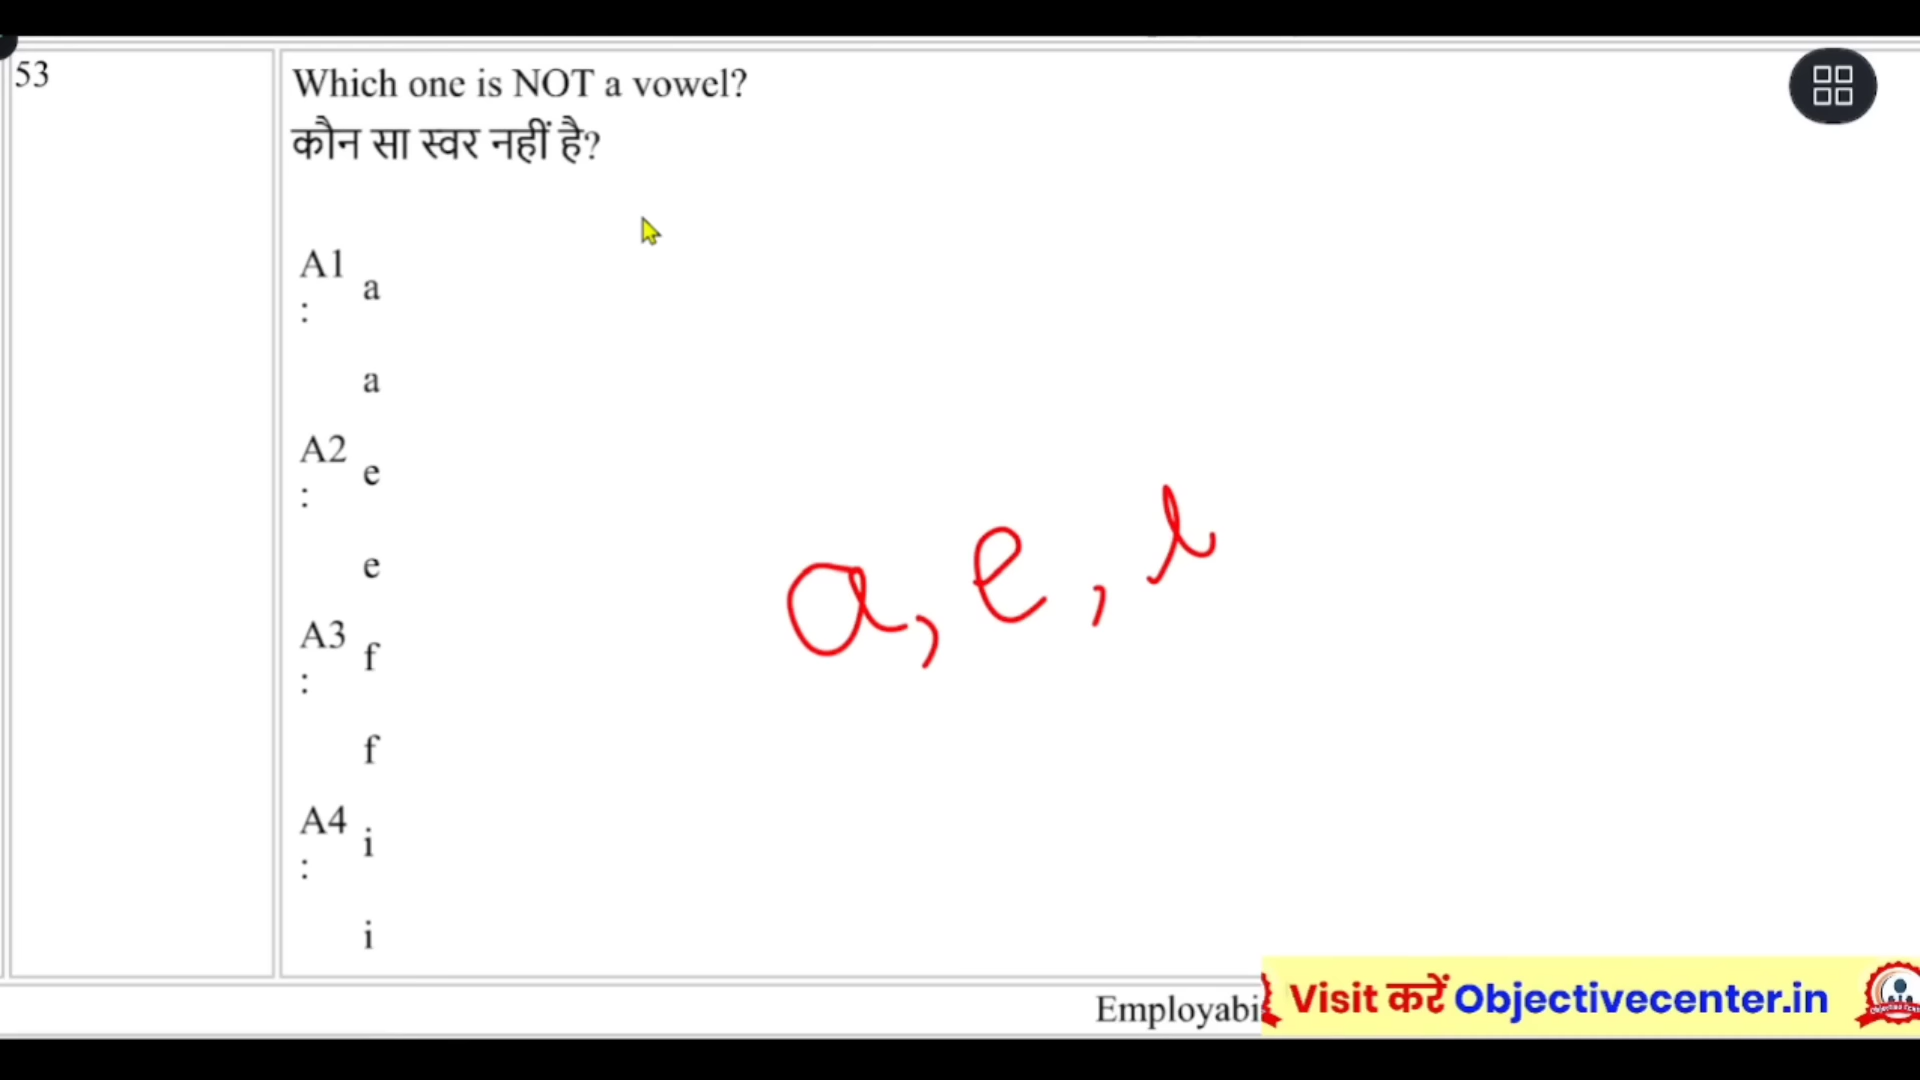 53
Which one is NOT a vowel?
कौन सा स्वर नहीं है?
A1
:
a
a
A2
:
e
e
A3
:
f
f
A4
:
i
i
a, e, i
Employabi
Visit करें Objectivecenter.in